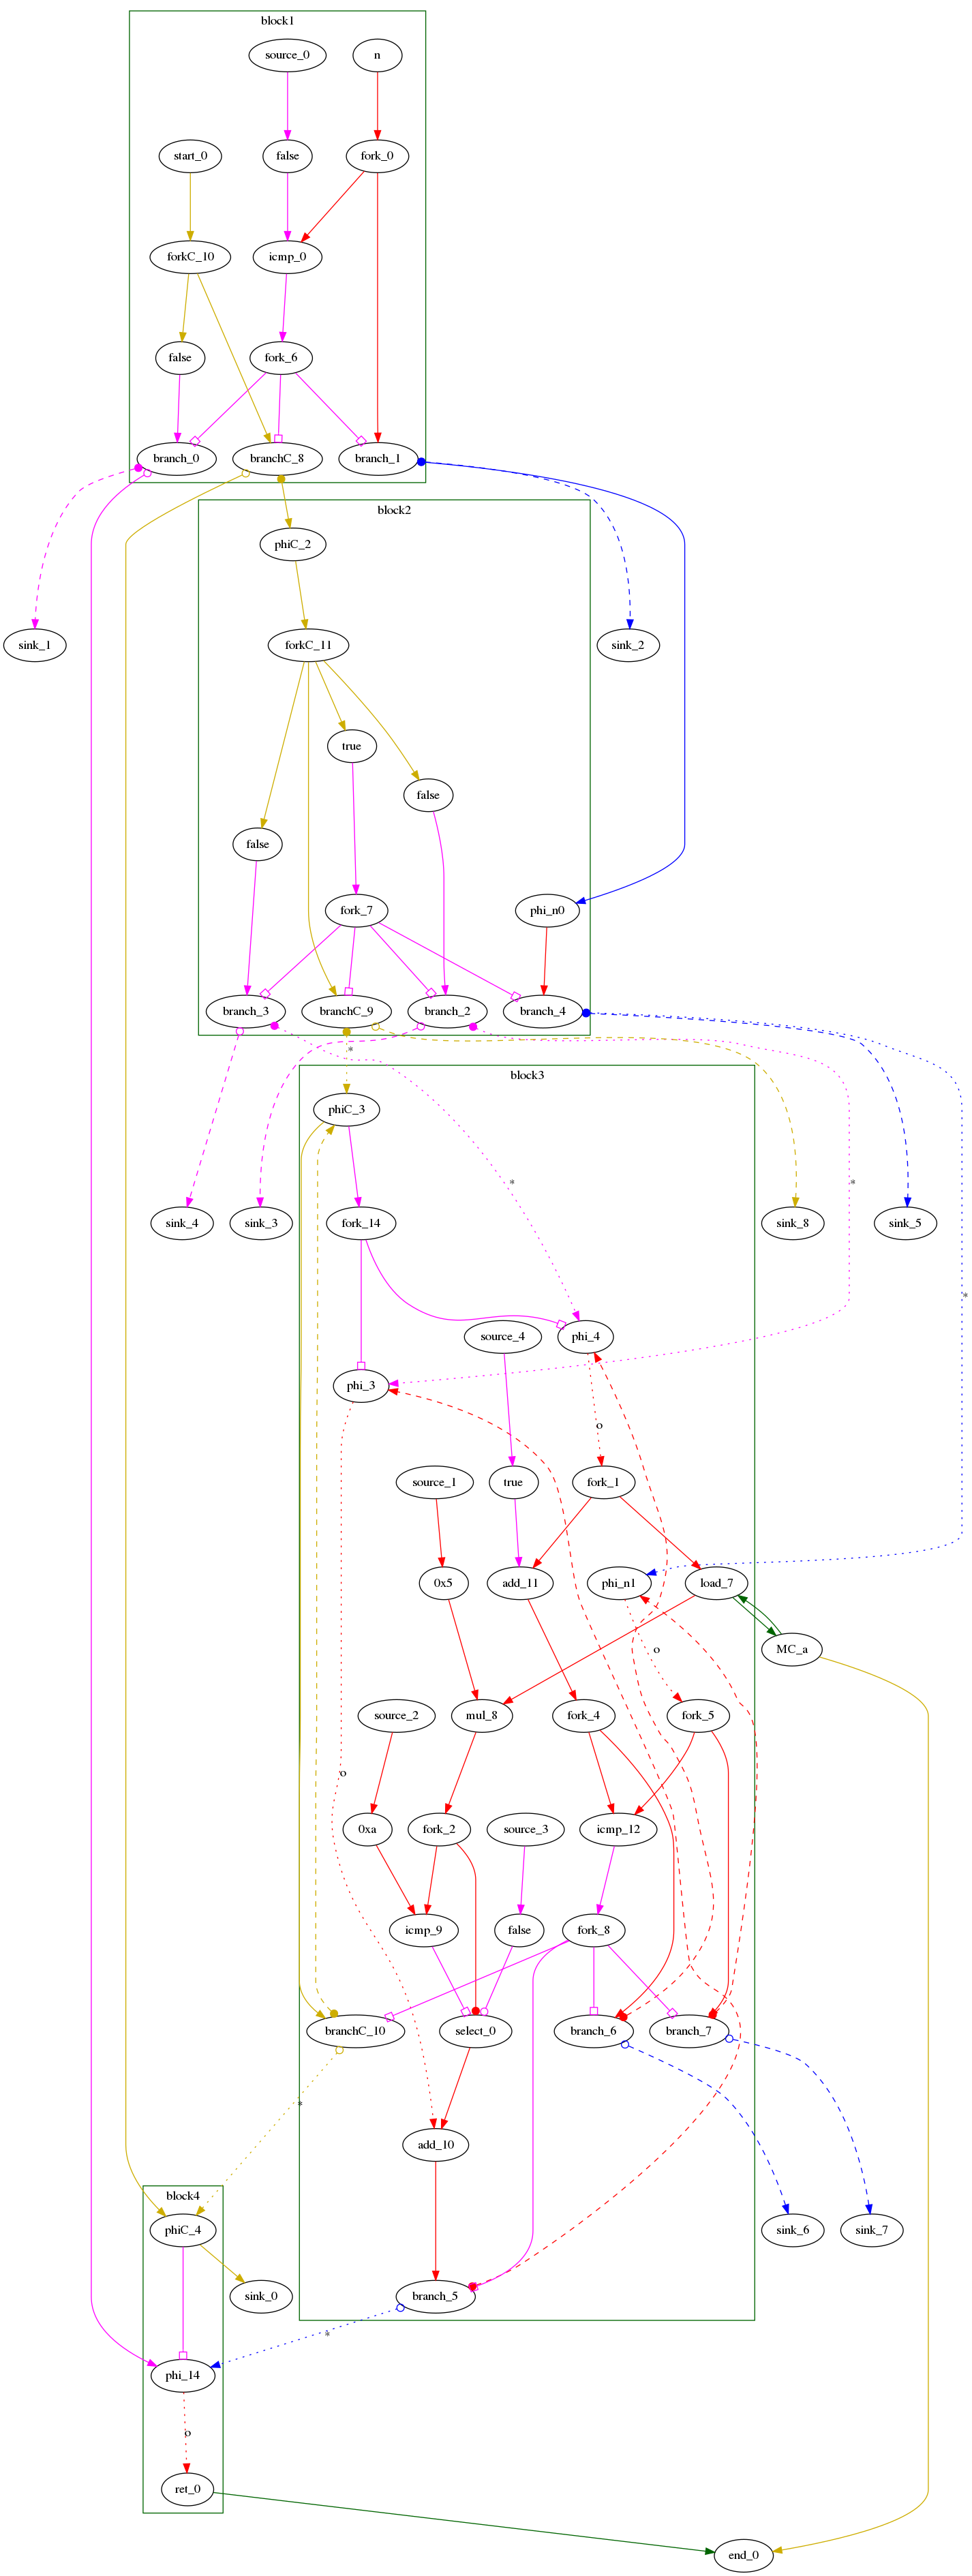 block1
source_0
n
start_0
false
fork_0
forkC_10
icmp_0
false
fork_6
branch_0
branchC_8
branch_1
block2
phiC_2
sink_1
forkC_11
sink_2
true
false
false
fork_7
phi_n0
branch_3
branchC_9
branch_2
branch_4
*
block3
phiC_3
*
*
sink_4
sink_3
fork_14
sink_8
sink_5
*
source_4
phi_4
phi_3
o
source_1
true
fork_1
0x5
add_11
phi_n1
load_7
o
MC_a
source_2
mul_8
fork_4
fork_5
o
0xa
fork_2
source_3
icmp_12
icmp_9
false
fork_8
branchC_10
select_0
branch_6
branch_7
*
add_10
block4
phiC_4
sink_6
sink_7
sink_0
branch_5
*
phi_14
o
ret_0
end_0